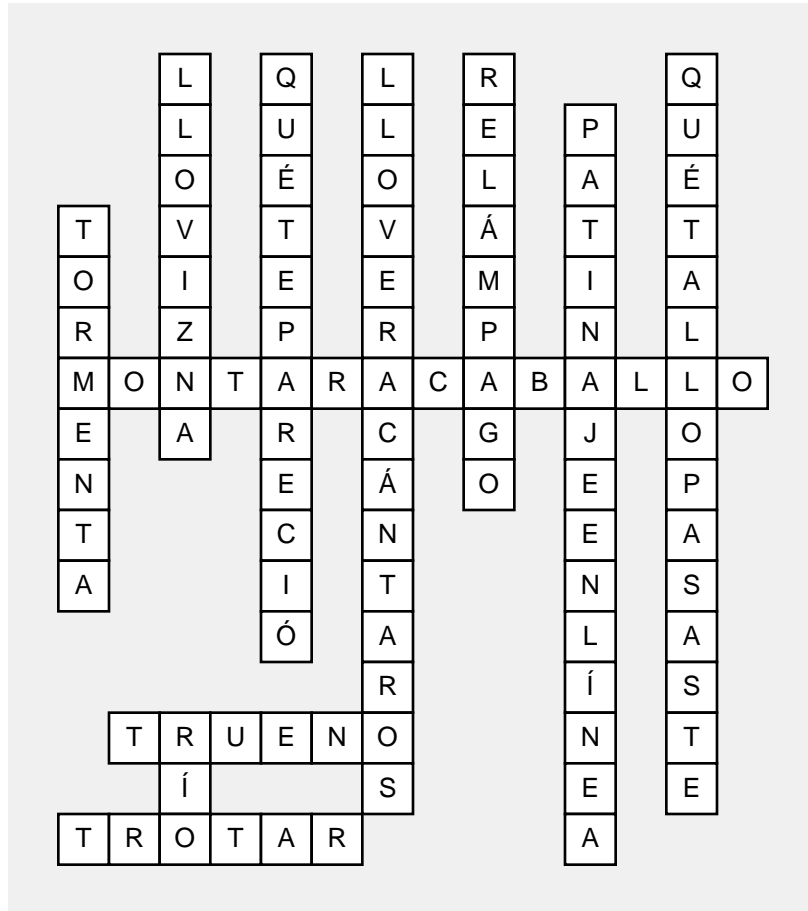 LLOVIZNA
QUÉTEPARECIÓ
LLOVERACÁNTAROS
RELÁMPAGO
QUÉTALLOPASASTE
PATINAJEENLÍNEA
TORMENTA
MONTARACABALLO
TRUENO
RÍO
TROTAR